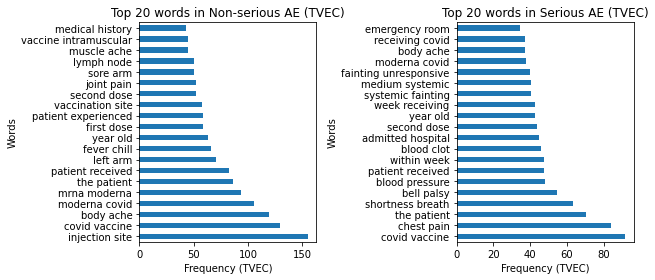 Top 20 words in Non-serious AE (TVEC)
Words
medical history
vaccine intramuscular
muscle ache
lymph node
sore arm
joint pain
second dose
vaccination site
patient experienced
first dose
year old
fever chill
left arm
patient received
the patient
mrna moderna
moderna covid
body ache
covid vaccine
injection site
0 50 100 150
Frequency (TVEC)
Top 20 words in Serious AE (TVEC)
Words
emergency room
receiving covid
body ache
moderna covid
fainting unresponsive
medium systemic
systemic fainting
week receiving
year old
second dose
admitted hospital
blood clot
within week
patient received
blood pressure
bell palsy
shortness breath
the patient
chest pain
covid vaccine
0 20 40 60 80
Frequency (TVEC)